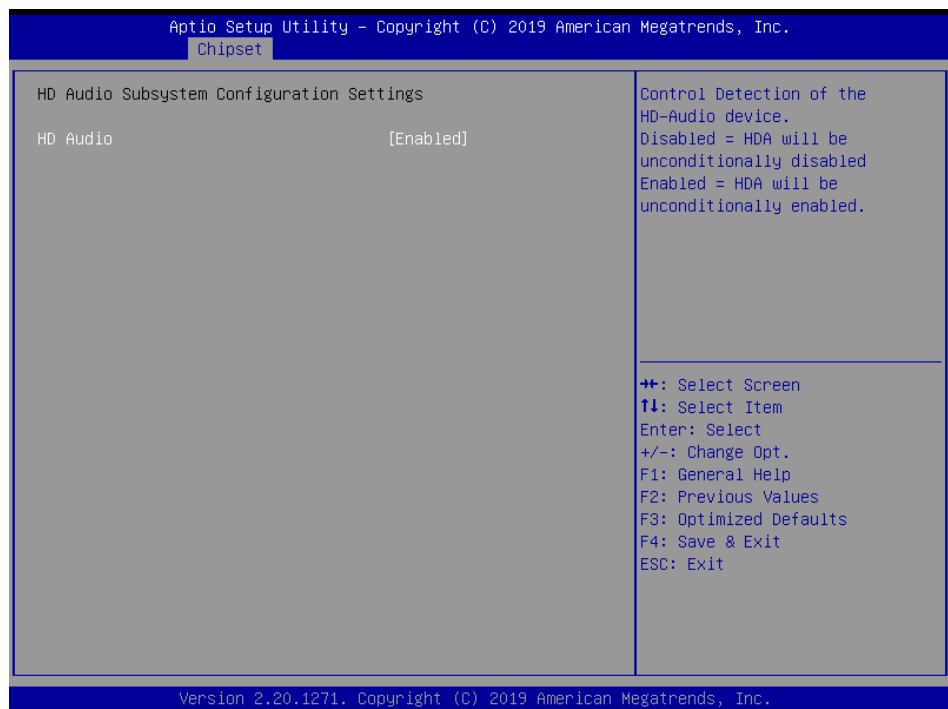 Aptio Setup Utility – Copyright (C) 2019 American Megatrends, Inc.
Chipset
HD Audio Subsystem Configuration Settings
HD Audio [Enabled]
Control Detection of the
HD-Audio device.
Disabled = HDA will be
unconditionally disabled
Enabled = HDA will be
unconditionally enabled.
→←: Select Screen
↑↓: Select Item
Enter: Select
+/-: Change Opt.
F1: General Help
F2: Previous Values
F3: Optimized Defaults
F4: Save & Exit
ESC: Exit
Version 2.20.1271. Copyright (C) 2019 American Megatrends, Inc.